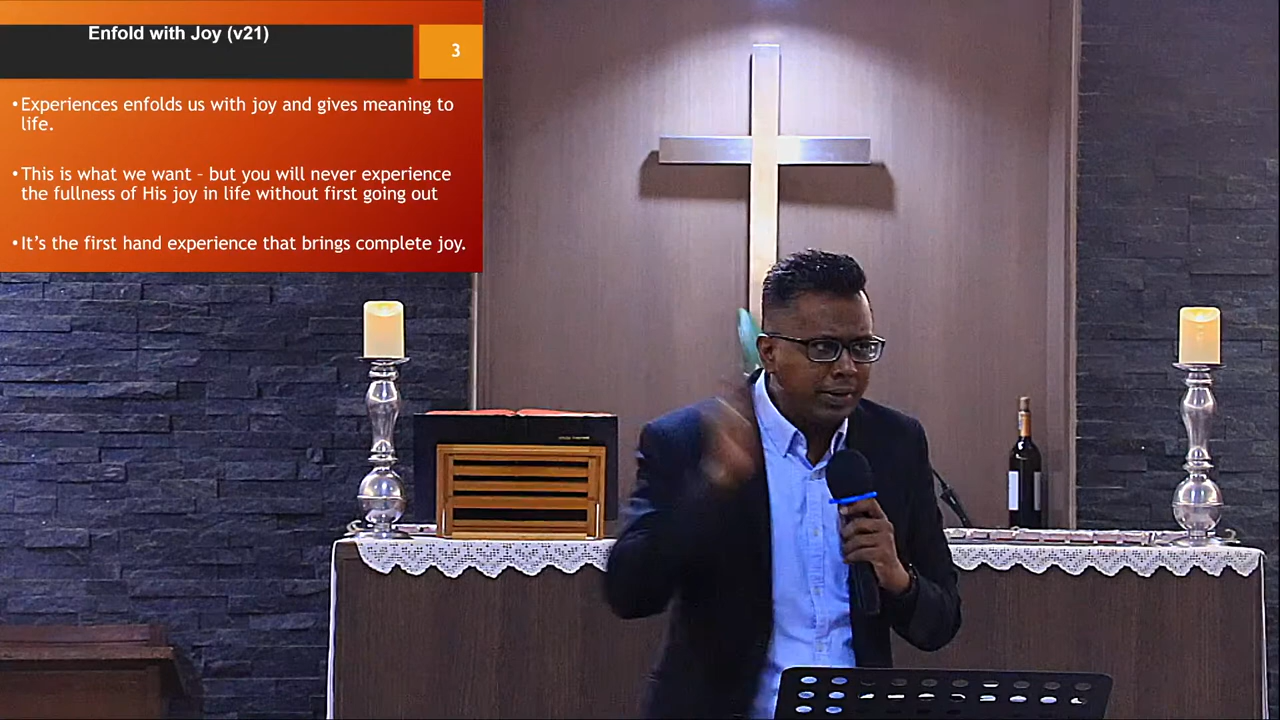 Enfold with Joy (v21)
3
•Experiences enfolds us with joy and gives meaning to
life.
•This is what we want – but you will never experience
the fullness of His joy in life without first going out
•It's the first hand experience that brings complete joy.